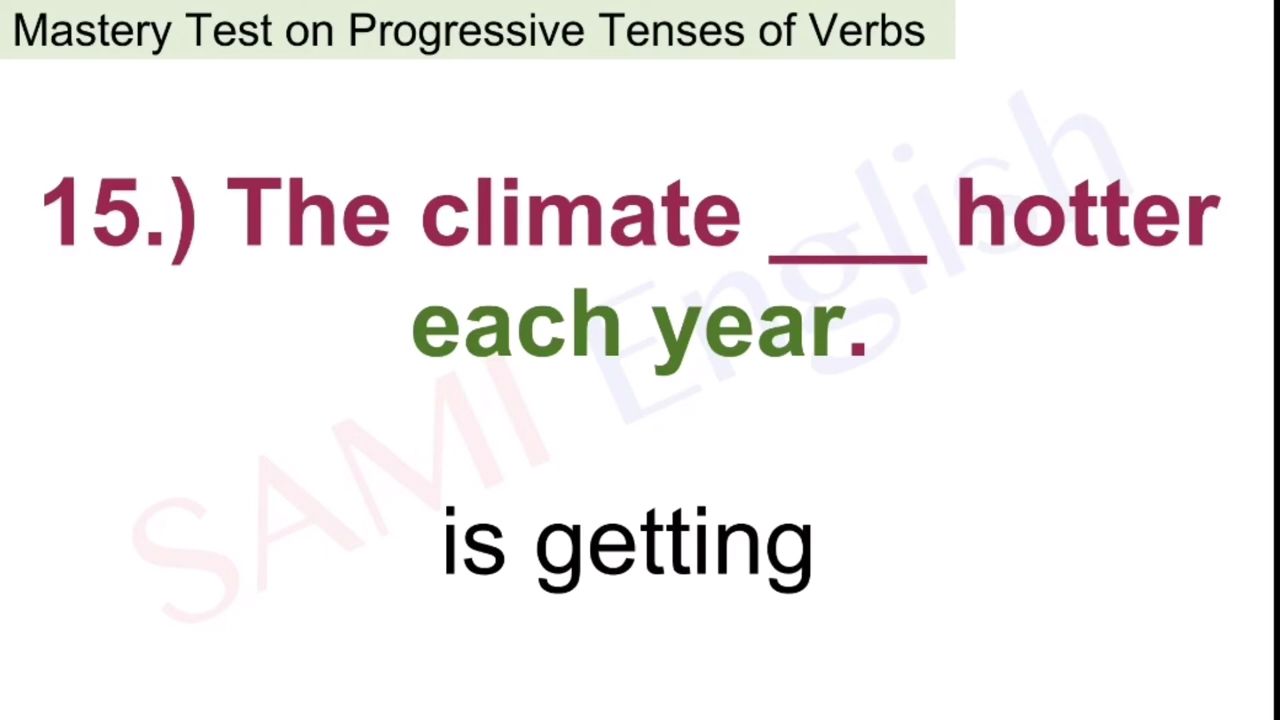 Mastery Test on Progressive Tenses of Verbs
15.) The climate ___ hotter
each year.
is getting
SAMI English